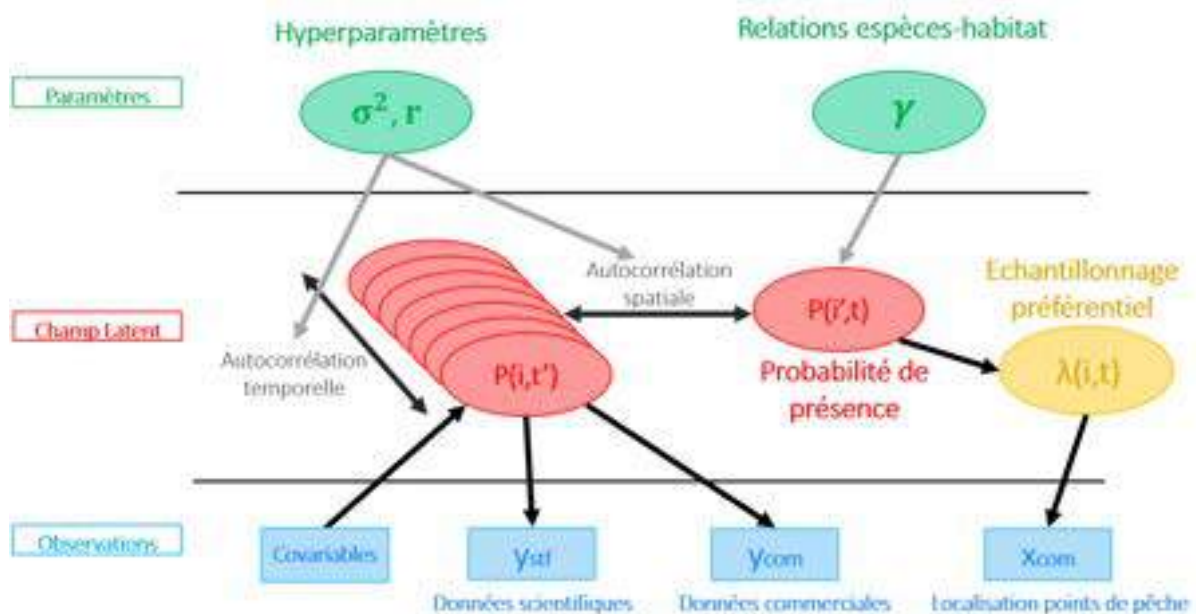 Hyperparamètres
Relations espèces-habitat
Paramètres
σ², r
γ
Autocorrélation
spatiale
Echantillonnage
préférentiel
P(i',t)
Champ Latent
Autocorrélation
temporelle
P(i,t')
Probabilité de
présence
λ(i,t)
Observations
Covariables
ycom
xcom
Données scientifiques
Données commerciales
Localisation points de pêche